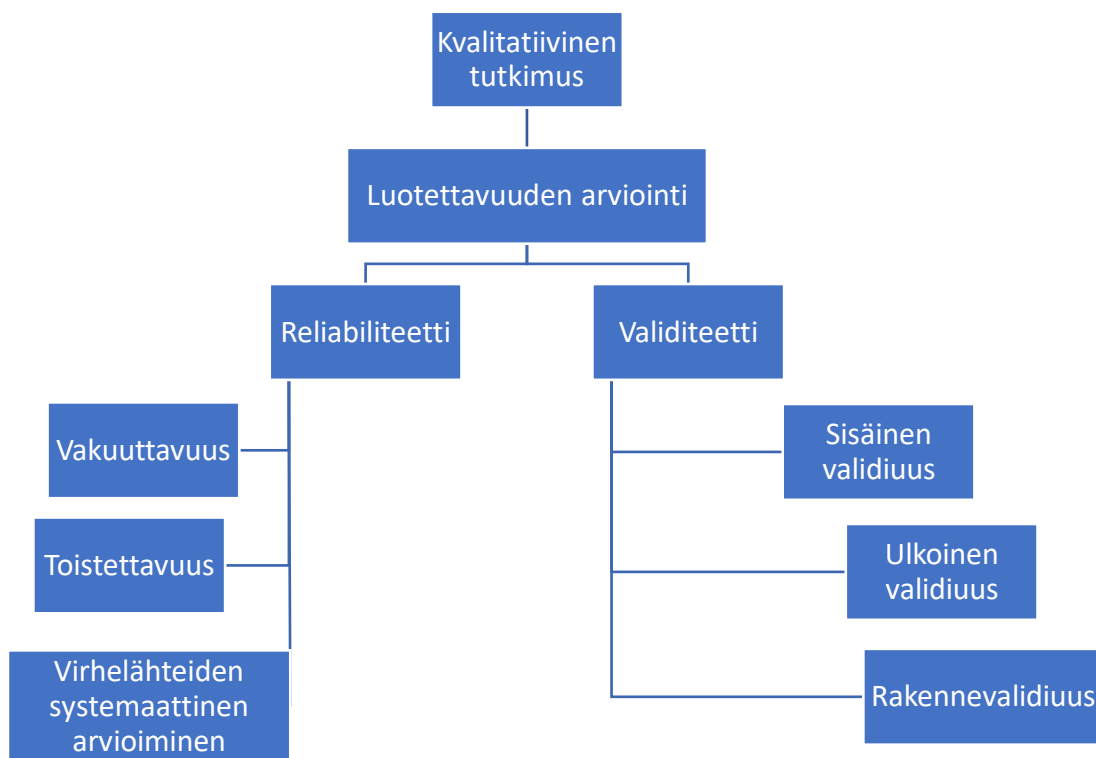 Kvalitatiivinen
tutkimus
Luotettavuuden arviointi
Reliabiliteetti
Validiteetti
Vakuuttavuus
Toistettavuus
Virhelähteiden
systemaattinen
arvioiminen
Sisäinen
validiuus
Ulkoinen
validiuus
Rakennevalidiuus